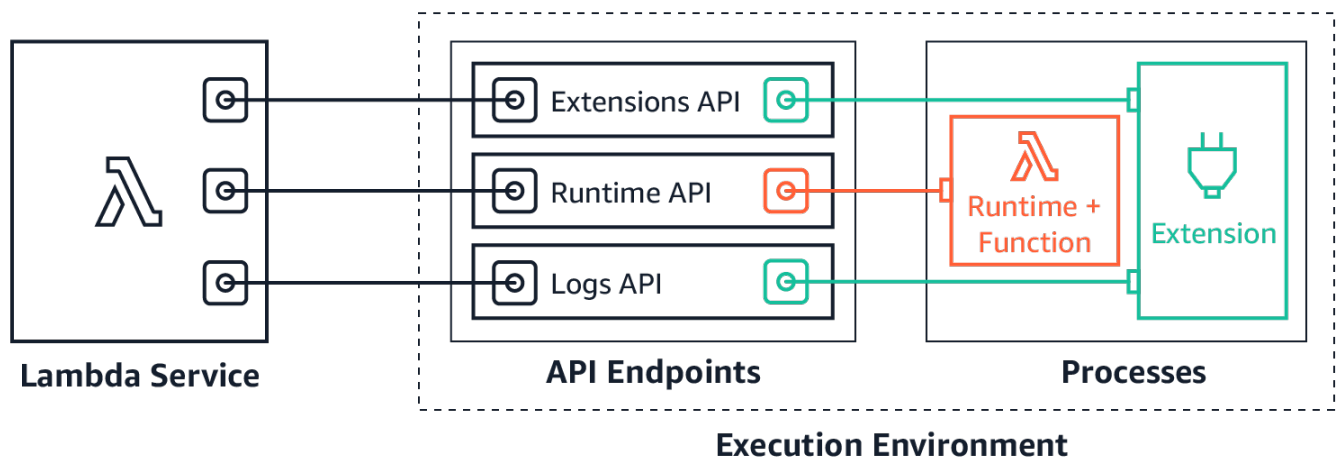 Extensions API
Runtime API
Logs API
Runtime +
Function
Extension
Lambda Service
API Endpoints
Processes
Execution Environment